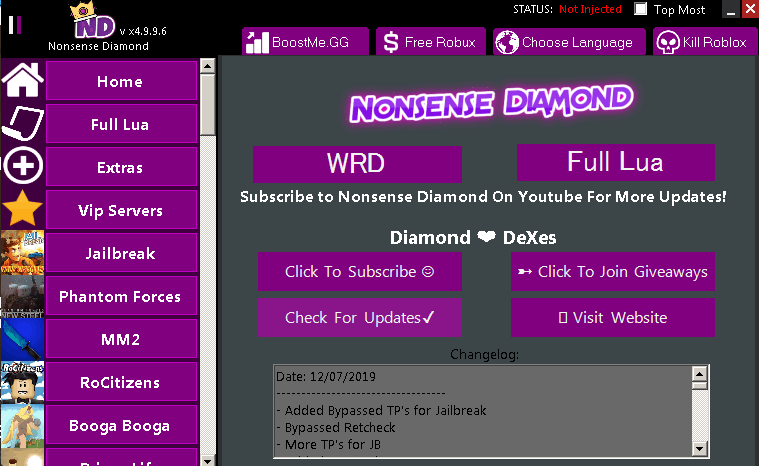 STATUS: Not Injected Top Most
ND v x4.9.9.6
Nonsense Diamond
BoostMe.GG Free Robux Choose Language Kill Roblox
Home
Full Lua
Extras
Vip Servers
Jailbreak
Phantom Forces
MM2
RoCitizens
Booga Booga
NONSENSE DIAMOND
WRD Full Lua
Subscribe to Nonsense Diamond On Youtube For More Updates!
Diamond ❤ DeXes
Click To Subscribe ☺ ➸ Click To Join Giveaways
Check For Updates✓ Visit Website
Changelog:
Date: 12/07/2019
----------------------------------
- Added Bypassed TP's for Jailbreak
- Bypassed Retcheck
- More TP's for JB